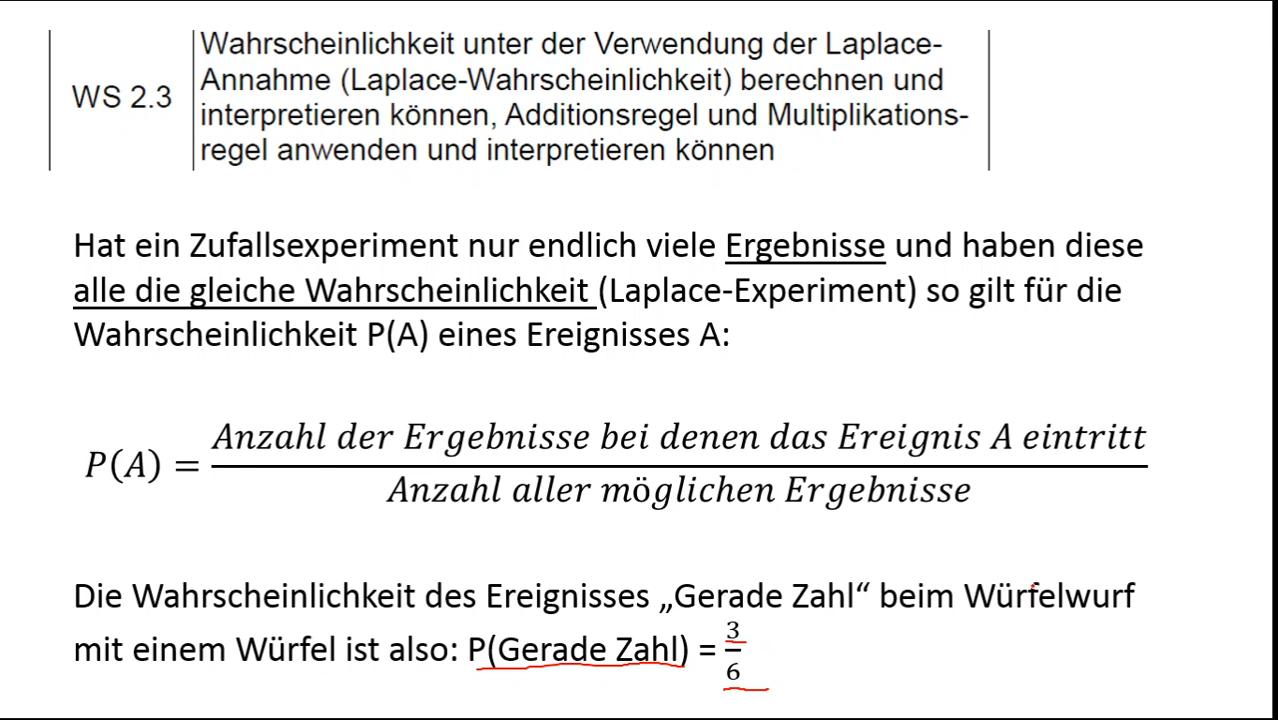 WS 2.3
Wahrscheinlichkeit unter der Verwendung der Laplace-
Annahme (Laplace-Wahrscheinlichkeit) berechnen und
interpretieren können, Additionsregel und Multiplikations-
regel anwenden und interpretieren können
Hat ein Zufallsexperiment nur endlich viele Ergebnisse und haben diese
alle die gleiche Wahrscheinlichkeit (Laplace-Experiment) so gilt für die
Wahrscheinlichkeit P(A) eines Ereignisses A:
P(A) = Anzahl der Ergebnisse bei denen das Ereignis A eintritt
Anzahl aller möglichen Ergebnisse
Die Wahrscheinlichkeit des Ereignisses „Gerade Zahl“ beim Würfelwurf
mit einem Würfel ist also: P(Gerade Zahl) = 3
6